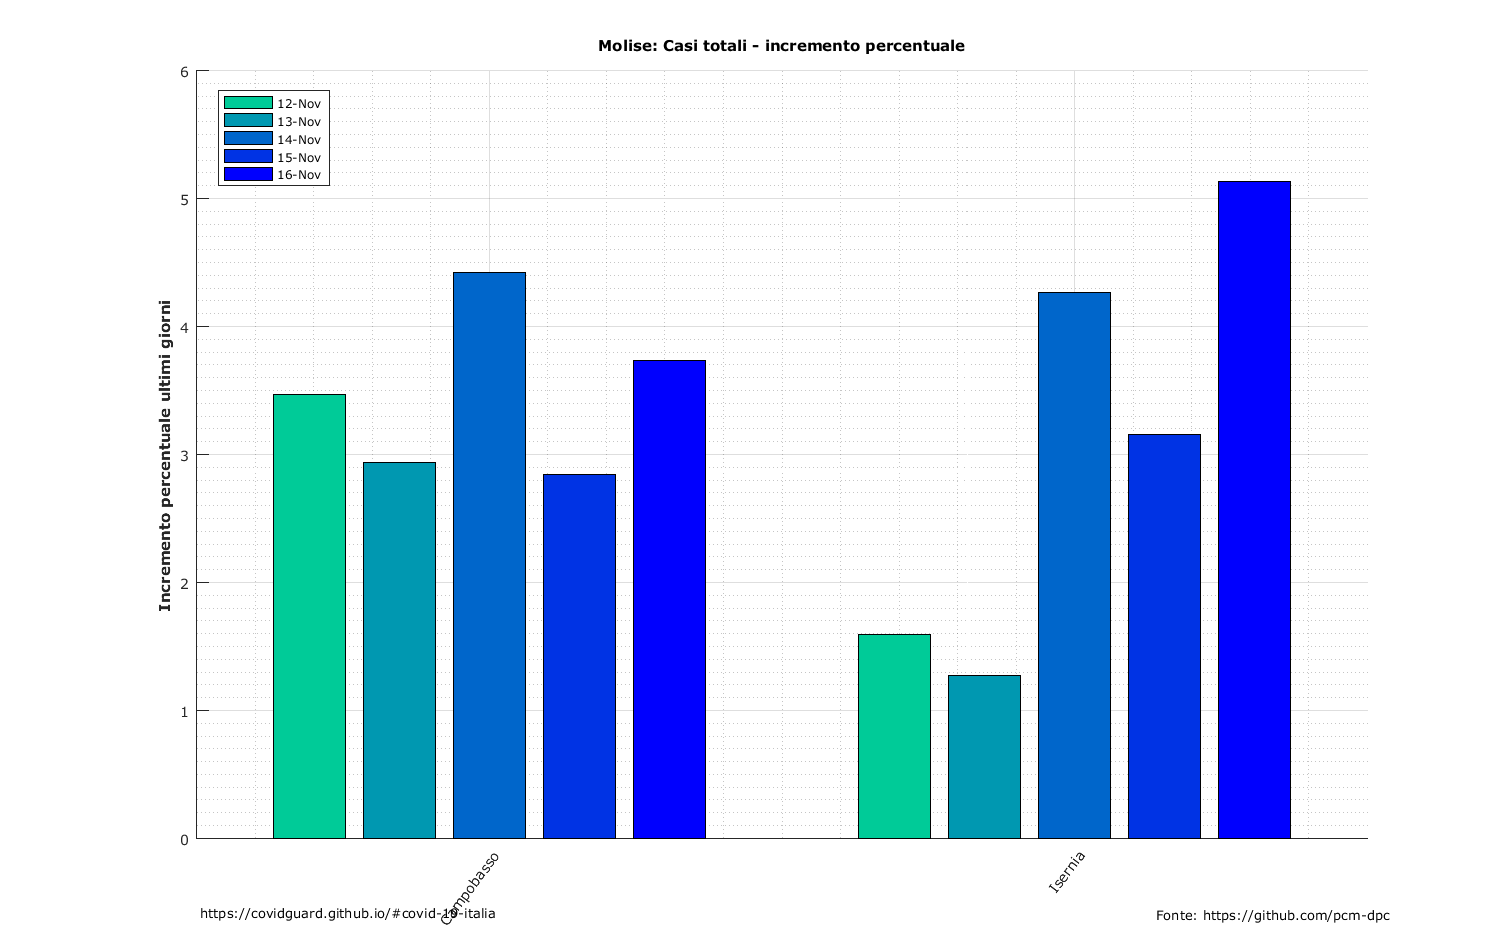 Molise: Casi totali - incremento percentuale
6
5
4
3
2
1
0
Incremento percentuale ultimi giorni
12-Nov
13-Nov
14-Nov
15-Nov
16-Nov
Campobasso
Isernia
https://covidguard.github.io/#covid-19-italia
Fonte: https://github.com/pcm-dpc